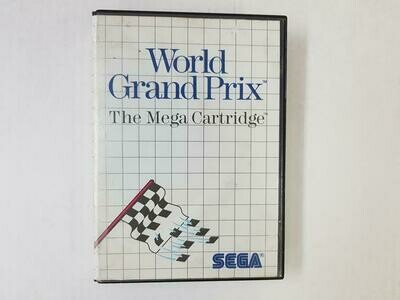 World
Grand Prix™
The Mega Cartridge™
SEGA®